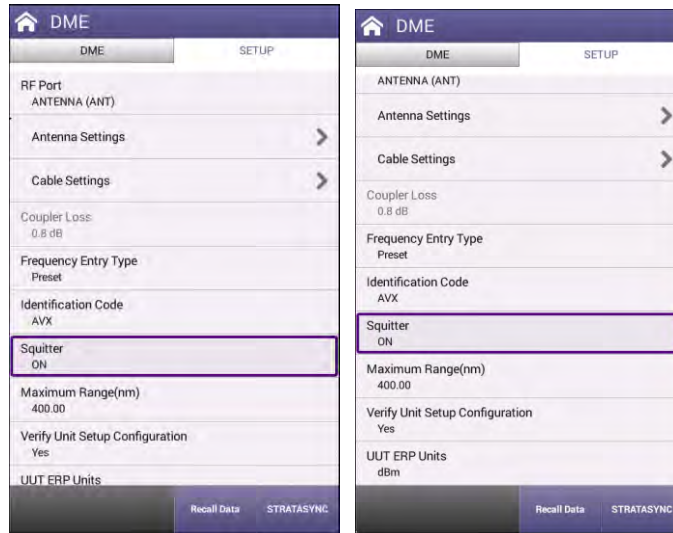 DME
DME SETUP
RF Port
ANTENNA (ANT)
Antenna Settings
Cable Settings
Coupler Loss
0.8 dB
Frequency Entry Type
Preset
Identification Code
AVX
Squitter
ON
Maximum Range(nm)
400.00
Verify Unit Setup Configuration
Yes
UUT ERP Units
Recall Data STRATASYNC
DME
DME SETUP
ANTENNA (ANT)
Antenna Settings
Cable Settings
Coupler Loss
0.8 dB
Frequency Entry Type
Preset
Identification Code
AVX
Squitter
ON
Maximum Range(nm)
400.00
Verify Unit Setup Configuration
Yes
UUT ERP Units
dBm
Recall Data STRATASYNC